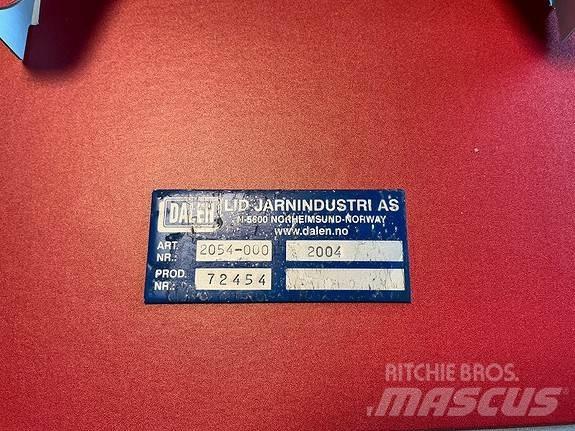 DALEN
LID JARNINDUSTRI AS
N-5600 NORHEIMSUND-NORWAY
www.dalen.no
ART. NR.: 2054-000 2004
PROD. NR.: 72454
RITCHIE BROS.
MASCUS